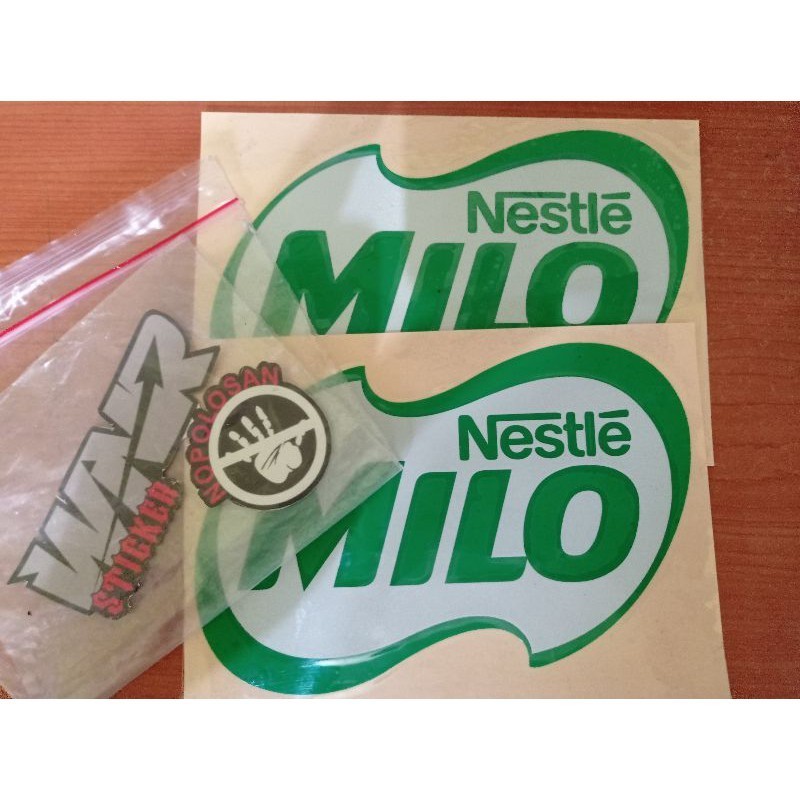 Nestlé
MILO
Nestlé
MILO
WNR
STICKER
NOPOLOSAN